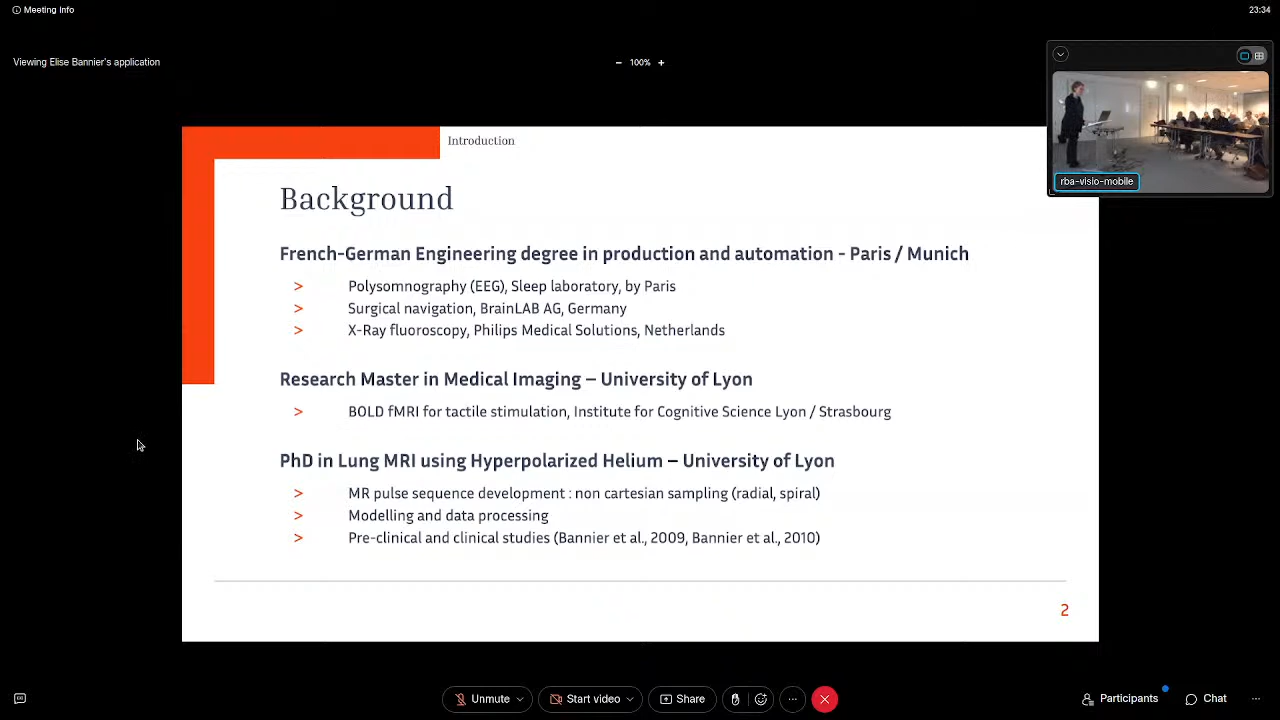 Meeting Info
23:34
Viewing Elise Bannier's application
− 100% +
rba-visio-mobile
Introduction
Background
French-German Engineering degree in production and automation - Paris / Munich
> Polysomnography (EEG), Sleep laboratory, by Paris
> Surgical navigation, BrainLAB AG, Germany
> X-Ray fluoroscopy, Philips Medical Solutions, Netherlands
Research Master in Medical Imaging – University of Lyon
> BOLD fMRI for tactile stimulation, Institute for Cognitive Science Lyon / Strasbourg
PhD in Lung MRI using Hyperpolarized Helium – University of Lyon
> MR pulse sequence development : non cartesian sampling (radial, spiral)
> Modelling and data processing
> Pre-clinical and clinical studies (Bannier et al., 2009, Bannier et al., 2010)
2
Unmute Start video Share Participants Chat